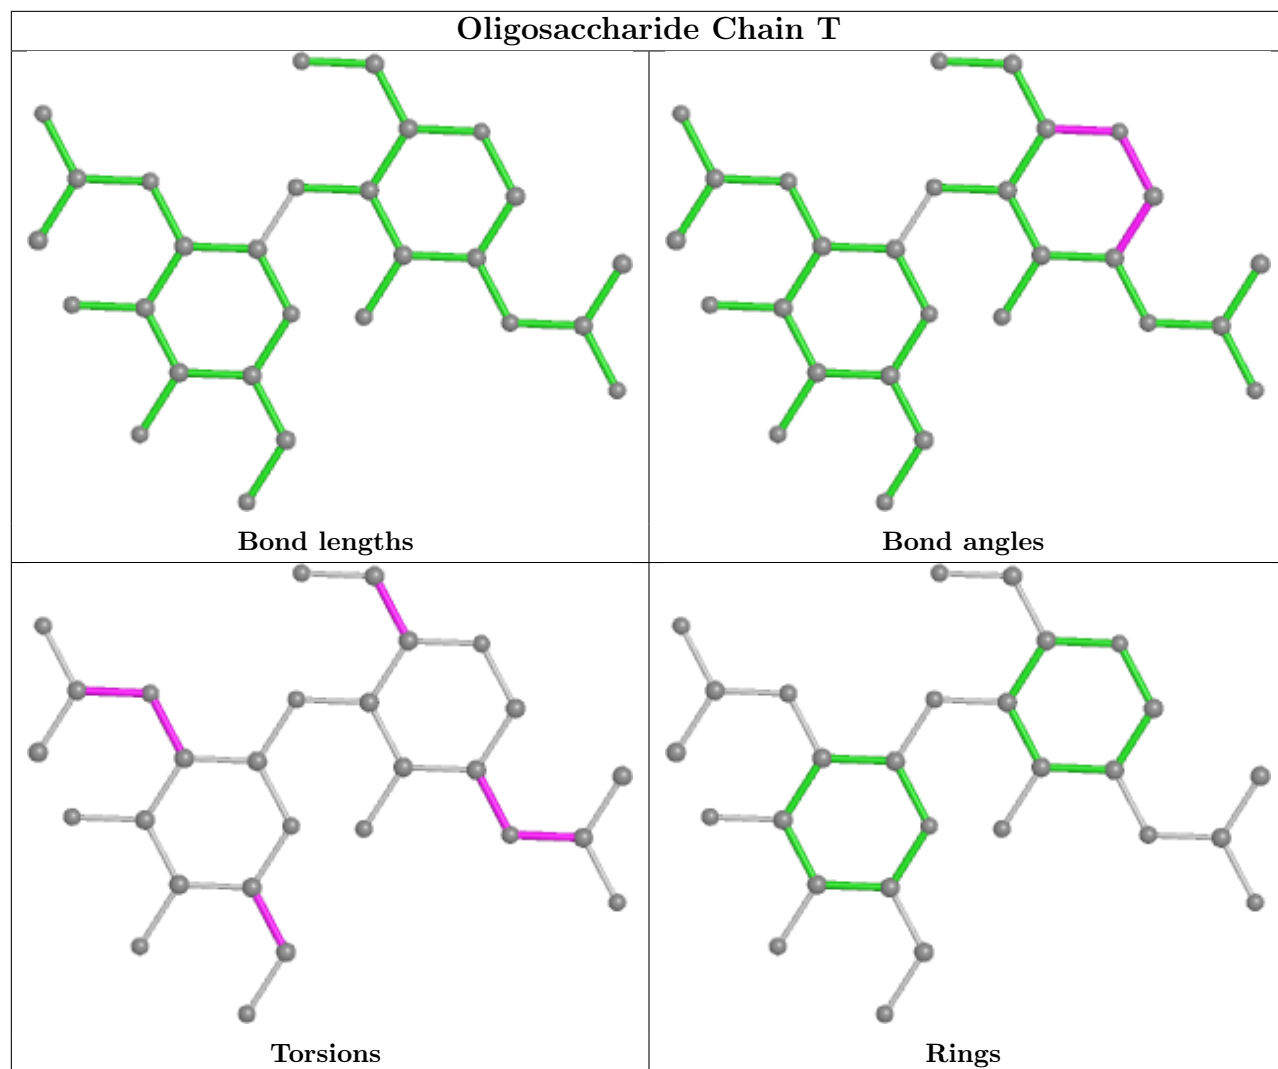 Oligosaccharide Chain T
Bond lengths
Bond angles
Torsions
Rings